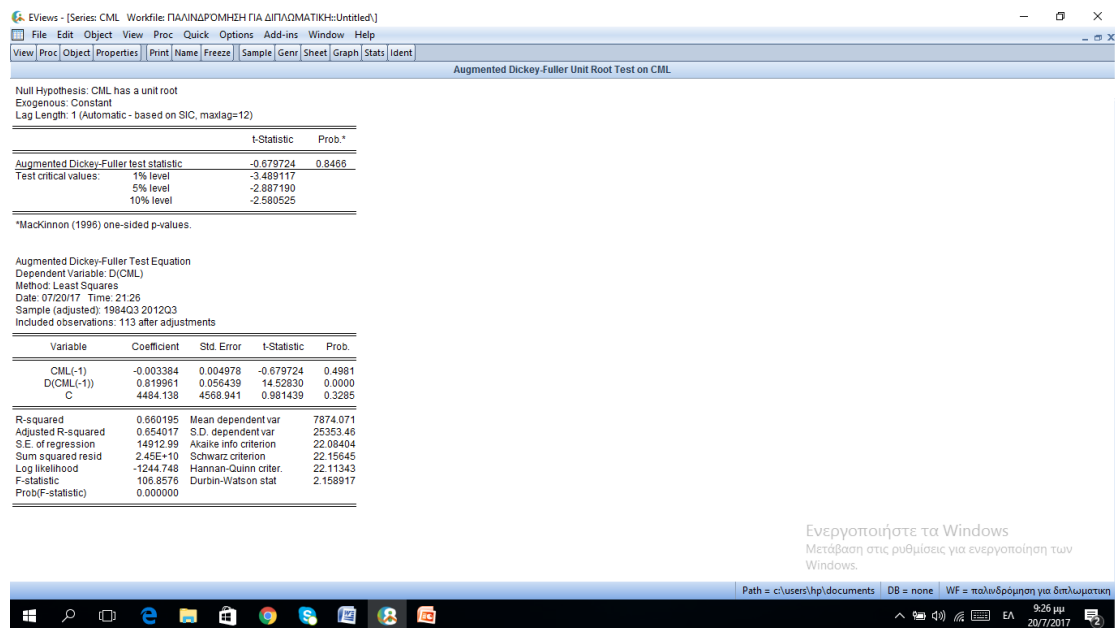 EViews - [Series: CML Workfile: ΠΑΛΙΝΔΡΌΜΗΣΗ ΓΙΑ ΔΙΠΛΩΜΑΤΙΚΗ::Untitled\]
File Edit Object View Proc Quick Options Add-ins Window Help
View Proc Object Properties Print Name Freeze Sample Genr Sheet Graph Stats Ident
Augmented Dickey-Fuller Unit Root Test on CML
Null Hypothesis: CML has a unit root
Exogenous: Constant
Lag Length: 1 (Automatic - based on SIC, maxlag=12)
t-Statistic Prob.*
Augmented Dickey-Fuller test statistic -0.679724 0.8466
Test critical values: 1% level -3.489117
5% level -2.887190
10% level -2.580525
*MacKinnon (1996) one-sided p-values.
Augmented Dickey-Fuller Test Equation
Dependent Variable: D(CML)
Method: Least Squares
Date: 07/20/17 Time: 21:26
Sample (adjusted): 1984Q3 2012Q3
Included observations: 113 after adjustments
Variable Coefficient Std. Error t-Statistic Prob.
CML(-1) -0.003384 0.004978 -0.679724 0.4981
D(CML(-1)) 0.819961 0.056439 14.52830 0.0000
C 4484.138 4568.941 0.981439 0.3285
R-squared 0.660195 Mean dependent var 7874.071
Adjusted R-squared 0.654017 S.D. dependent var 25353.46
S.E. of regression 14912.99 Akaike info criterion 22.08404
Sum squared resid 2.45E+10 Schwarz criterion 22.15645
Log likelihood -1244.748 Hannan-Quinn criter. 22.11343
F-statistic 106.8576 Durbin-Watson stat 2.158917
Prob(F-statistic) 0.000000
Ενεργοποιήστε τα Windows
Μετάβαση στις ρυθμίσεις για ενεργοποίηση των
Windows.
Path = c:\users\hp\documents DB = none WF = παλινδρόμηση για διπλωματικη
ΕΛ 9:26 μμ
20/7/2017